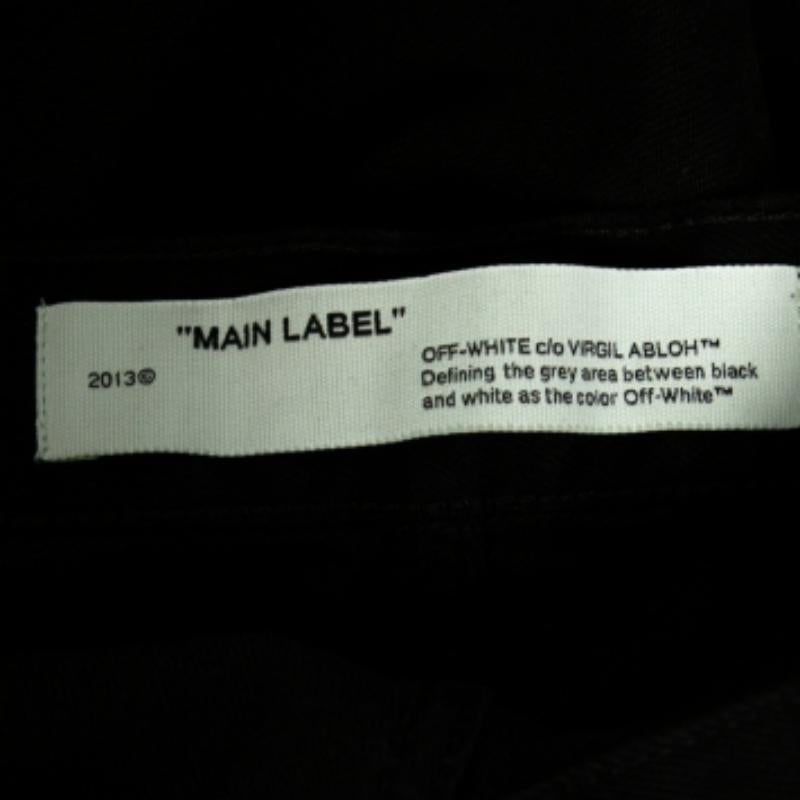 "MAIN LABEL"
2013©
OFF-WHITE c/o VIRGIL ABLOH™
Defining the grey area between black
and white as the color Off-White™